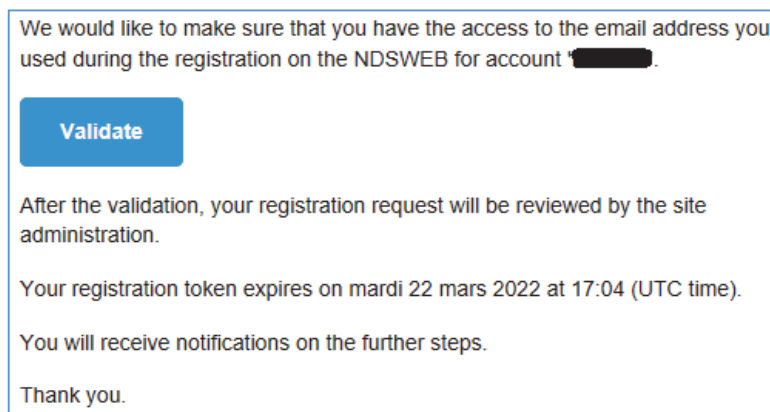 We would like to make sure that you have the access to the email address you
used during the registration on the NDSWEB for account '.
Validate
After the validation, your registration request will be reviewed by the site
administration.
Your registration token expires on mardi 22 mars 2022 at 17:04 (UTC time).
You will receive notifications on the further steps.
Thank you.